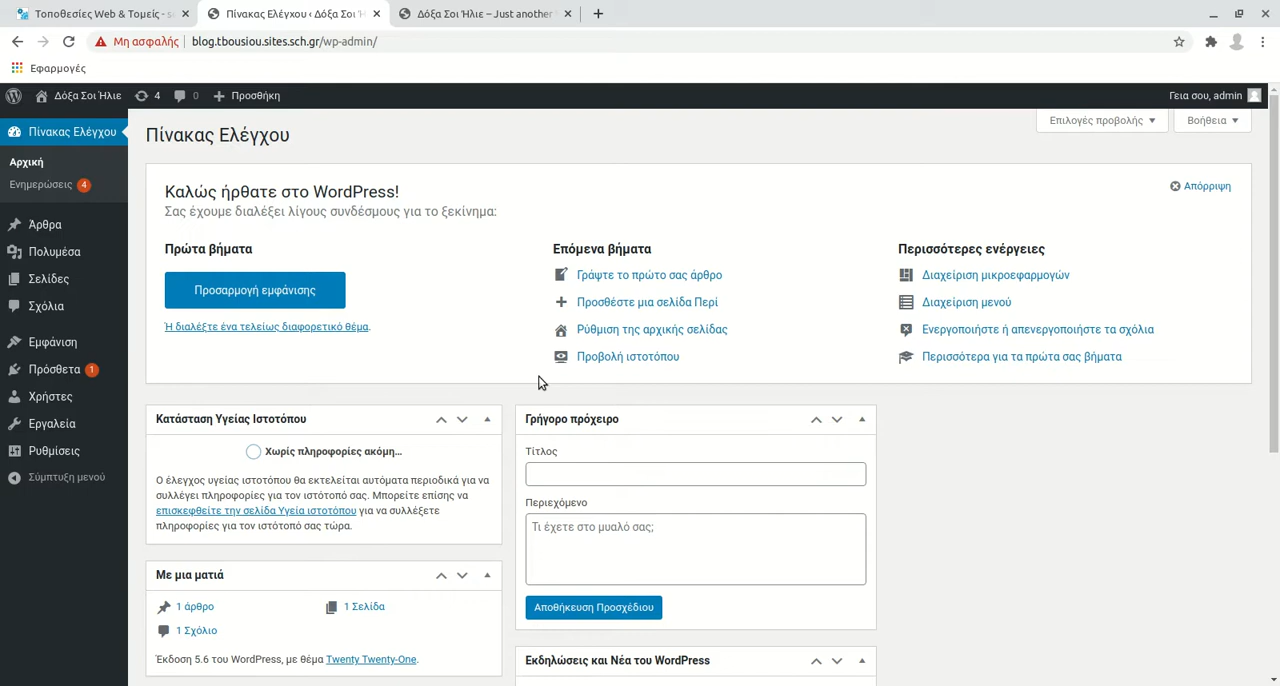 Τοποθεσίες Web & Τομείς - s
Πίνακας Ελέγχου ‹ Δόξα Σοι Ή
Δόξα Σοι Ήλιε – Just another
Μη ασφαλής
blog.tbousiou.sites.sch.gr/wp-admin/
Εφαρμογές
Δόξα Σοι Ήλιε
4
0
Προσθήκη
Γεια σου, admin
Πίνακας Ελέγχου
Αρχική
Ενημερώσεις 4
Άρθρα
Πολυμέσα
Σελίδες
Σχόλια
Εμφάνιση
Πρόσθετα 1
Χρήστες
Εργαλεία
Ρυθμίσεις
Σύμπτυξη μενού
Πίνακας Ελέγχου
Επιλογές προβολής
Βοήθεια
Καλώς ήρθατε στο WordPress!
Σας έχουμε διαλέξει λίγους συνδέσμους για το ξεκίνημα:
Απόρριψη
Πρώτα βήματα
Προσαρμογή εμφάνισης
Ή διαλέξτε ένα τελείως διαφορετικό θέμα.
Επόμενα βήματα
Γράψτε το πρώτο σας άρθρο
Προσθέστε μια σελίδα Περί
Ρύθμιση της αρχικής σελίδας
Προβολή ιστοτόπου
Περισσότερες ενέργειες
Διαχείριση μικροεφαρμογών
Διαχείριση μενού
Ενεργοποιήστε ή απενεργοποιήστε τα σχόλια
Περισσότερα για τα πρώτα σας βήματα
Κατάσταση Υγείας Ιστοτόπου
Χωρίς πληροφορίες ακόμη...
Ο έλεγχος υγείας ιστοτόπου θα εκτελείται αυτόματα περιοδικά για να
συλλέγει πληροφορίες για τον ιστότοπό σας. Μπορείτε επίσης να
επισκεφθείτε την σελίδα Υγεία ιστοτόπου για να συλλέξετε
πληροφορίες για τον ιστότοπό σας τώρα.
Με μια ματιά
1 άρθρο
1 Σελίδα
1 Σχόλιο
Έκδοση 5.6 του WordPress, με θέμα Twenty Twenty-One.
Γρήγορο πρόχειρο
Τίτλος
Περιεχόμενο
Τι έχετε στο μυαλό σας;
Αποθήκευση Προσχέδιου
Εκδηλώσεις και Νέα του WordPress